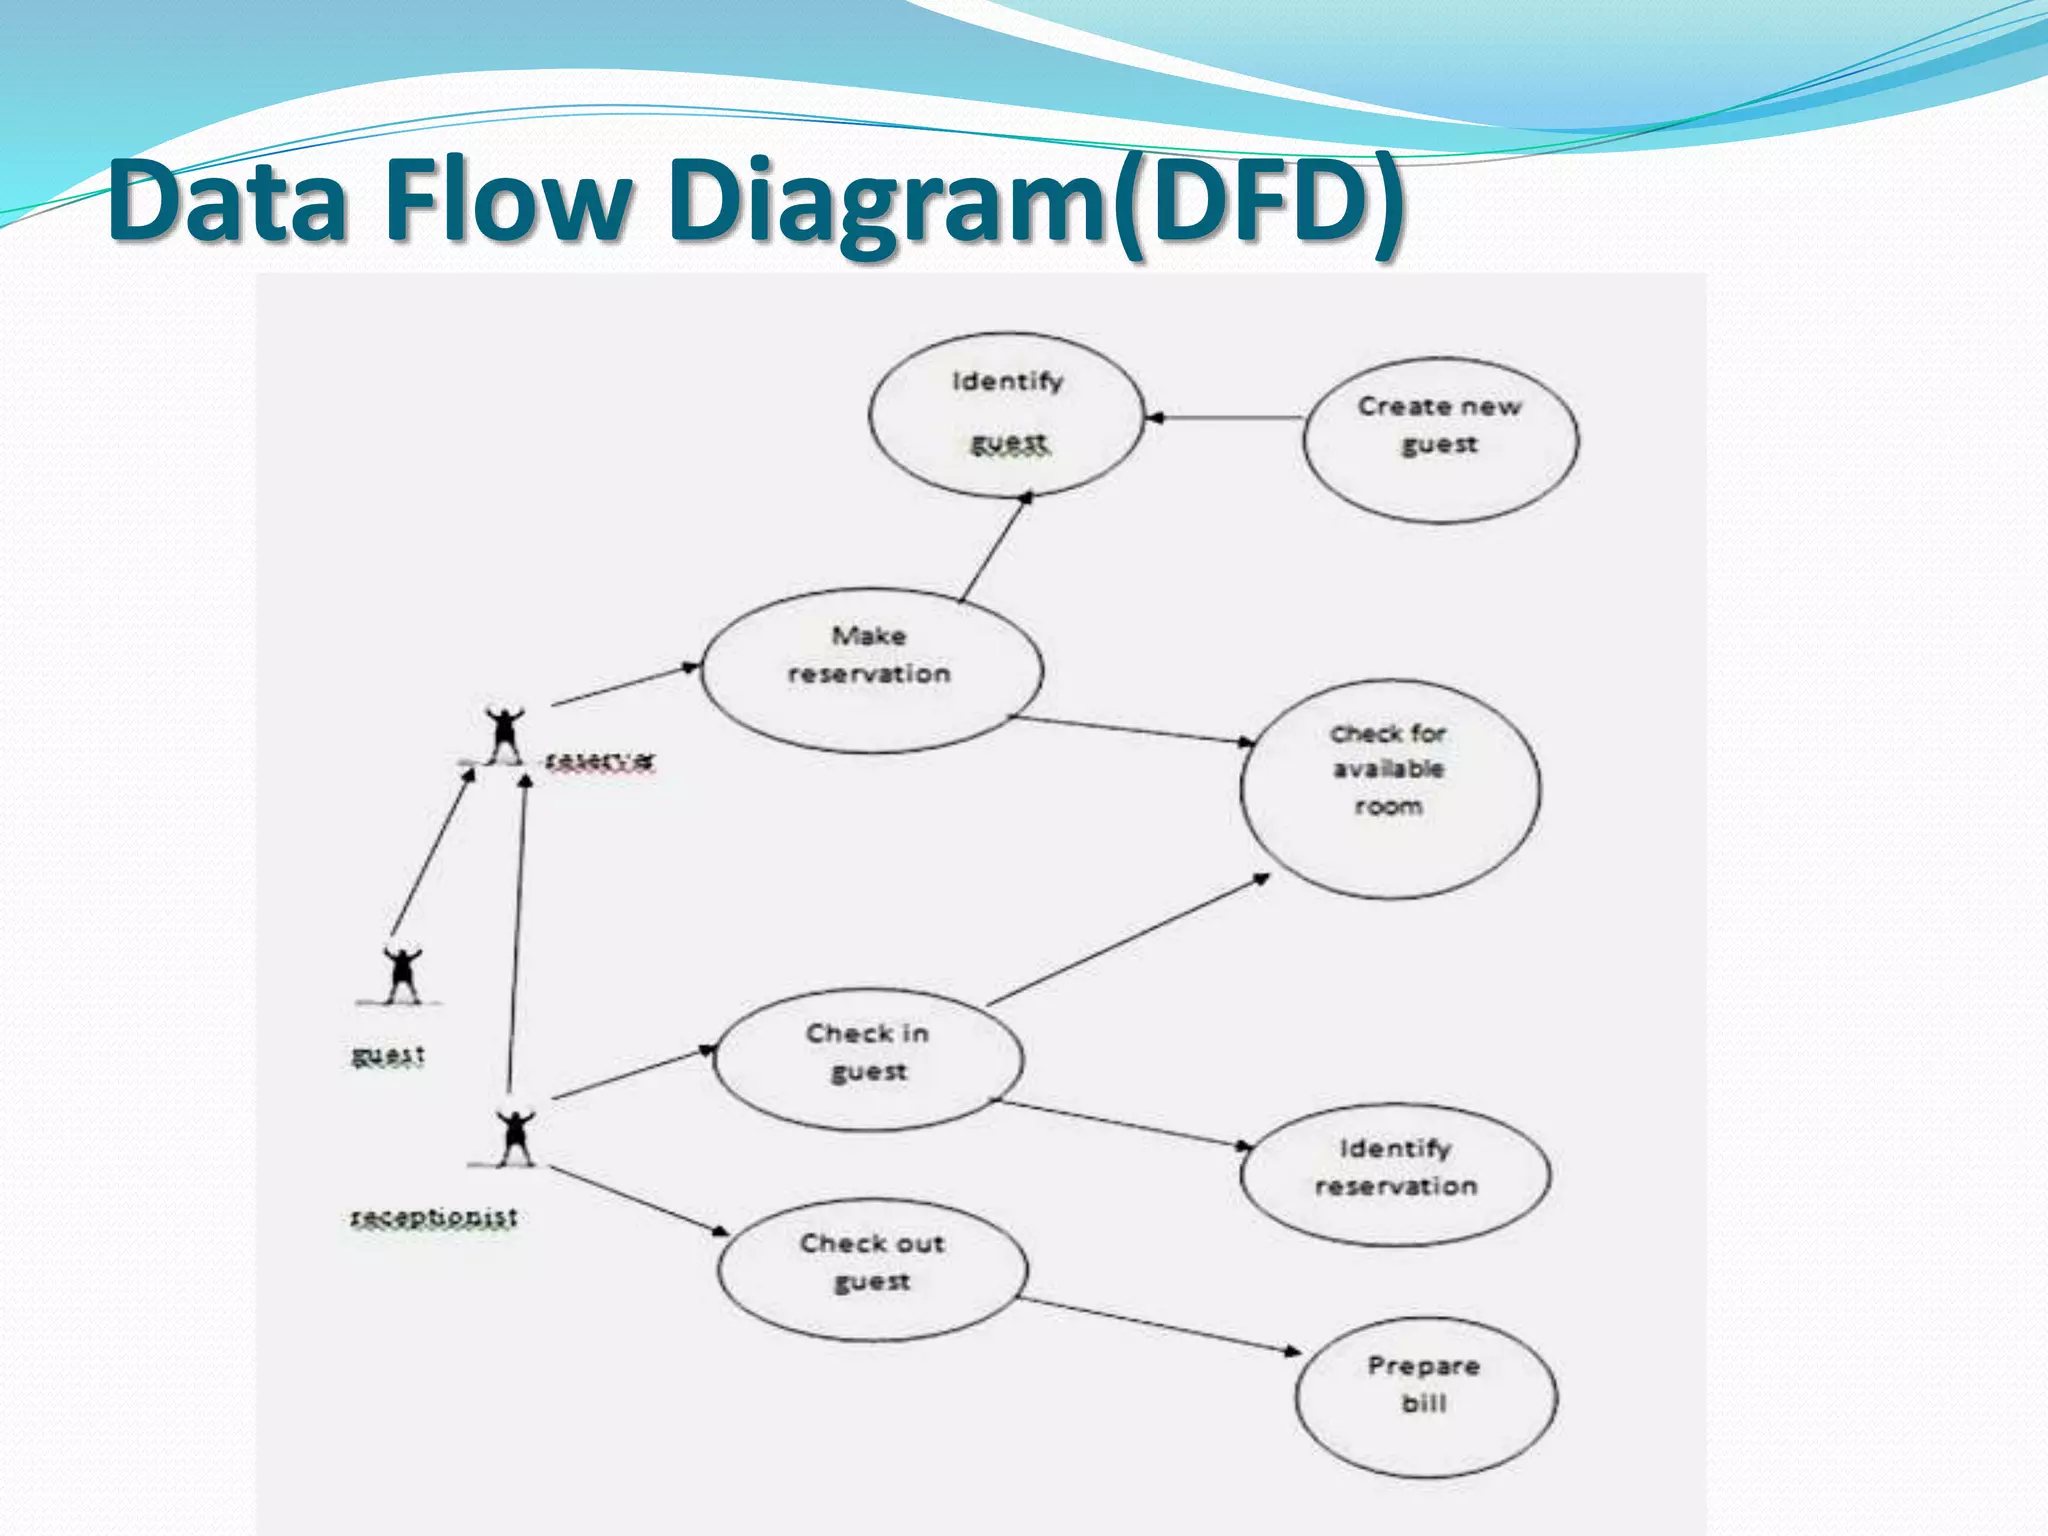 Data Flow Diagram(DFD)
Identify
guest
Create new
guest
Make
reservation
reserver
Check for
available
room
guest
Check in
guest
receptionist
Identify
reservation
Check out
guest
Prepare
bill